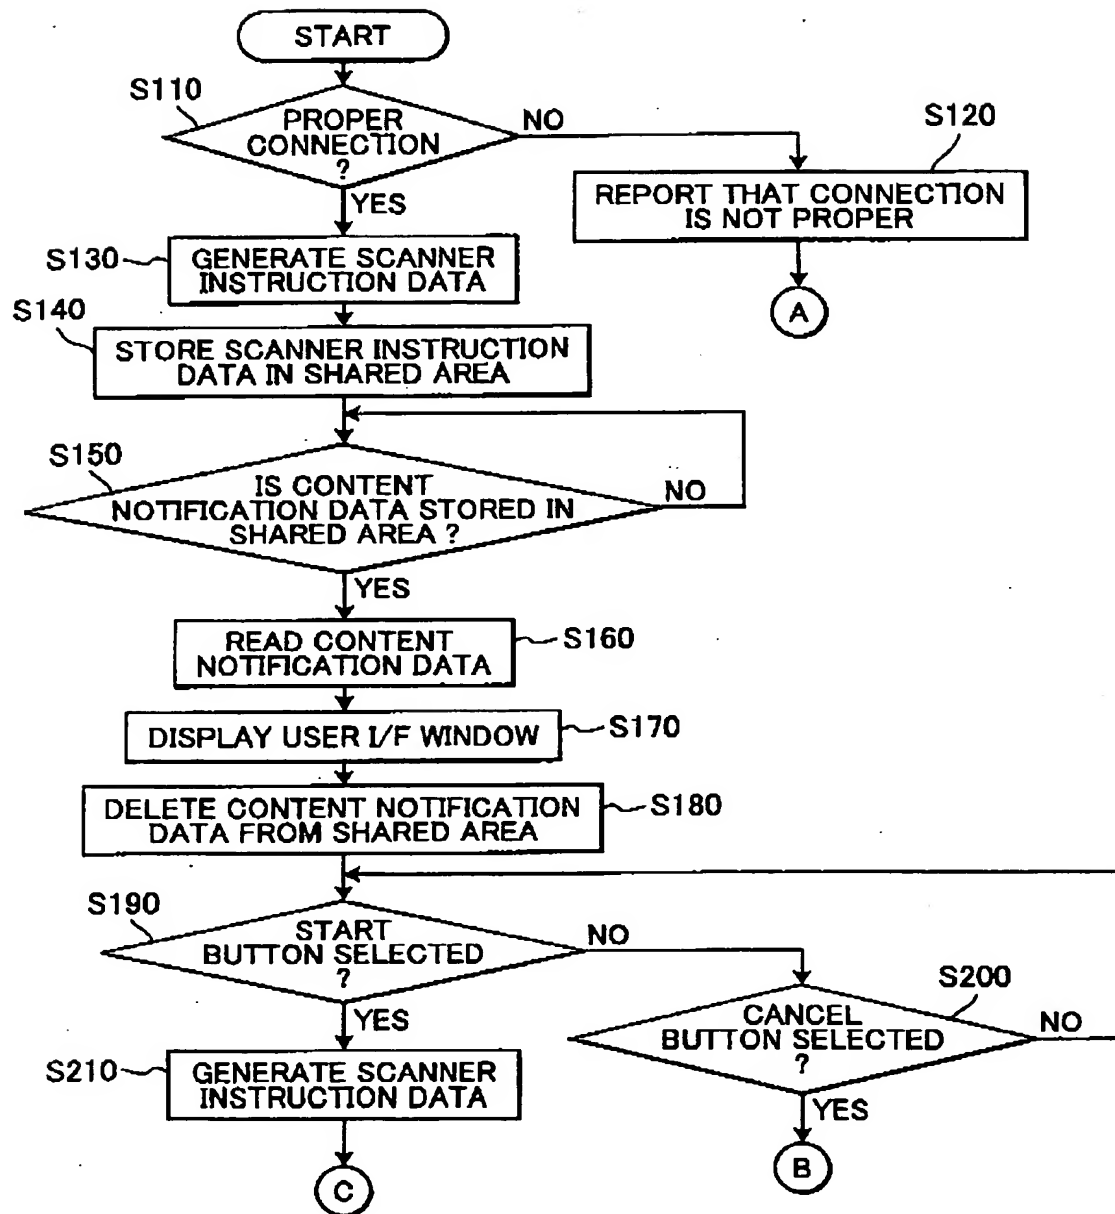 START
S110
PROPER
CONNECTION
?
NO
YES
S120
REPORT THAT CONNECTION
IS NOT PROPER
A
S130
GENERATE SCANNER
INSTRUCTION DATA
S140
STORE SCANNER INSTRUCTION
DATA IN SHARED AREA
S150
IS CONTENT
NOTIFICATION DATA STORED IN
SHARED AREA ?
NO
YES
READ CONTENT
NOTIFICATION DATA
S160
DISPLAY USER I/F WINDOW
S170
DELETE CONTENT NOTIFICATION
DATA FROM SHARED AREA
S180
S190
START
BUTTON SELECTED
?
NO
YES
S200
CANCEL
BUTTON SELECTED
?
NO
YES
S210
GENERATE SCANNER
INSTRUCTION DATA
B
C